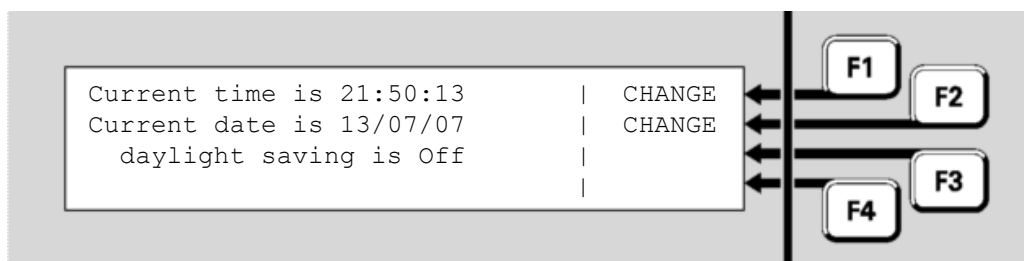 Current time is 21:50:13 | CHANGE
Current date is 13/07/07 | CHANGE
daylight saving is Off |
|
F1
F2
F3
F4